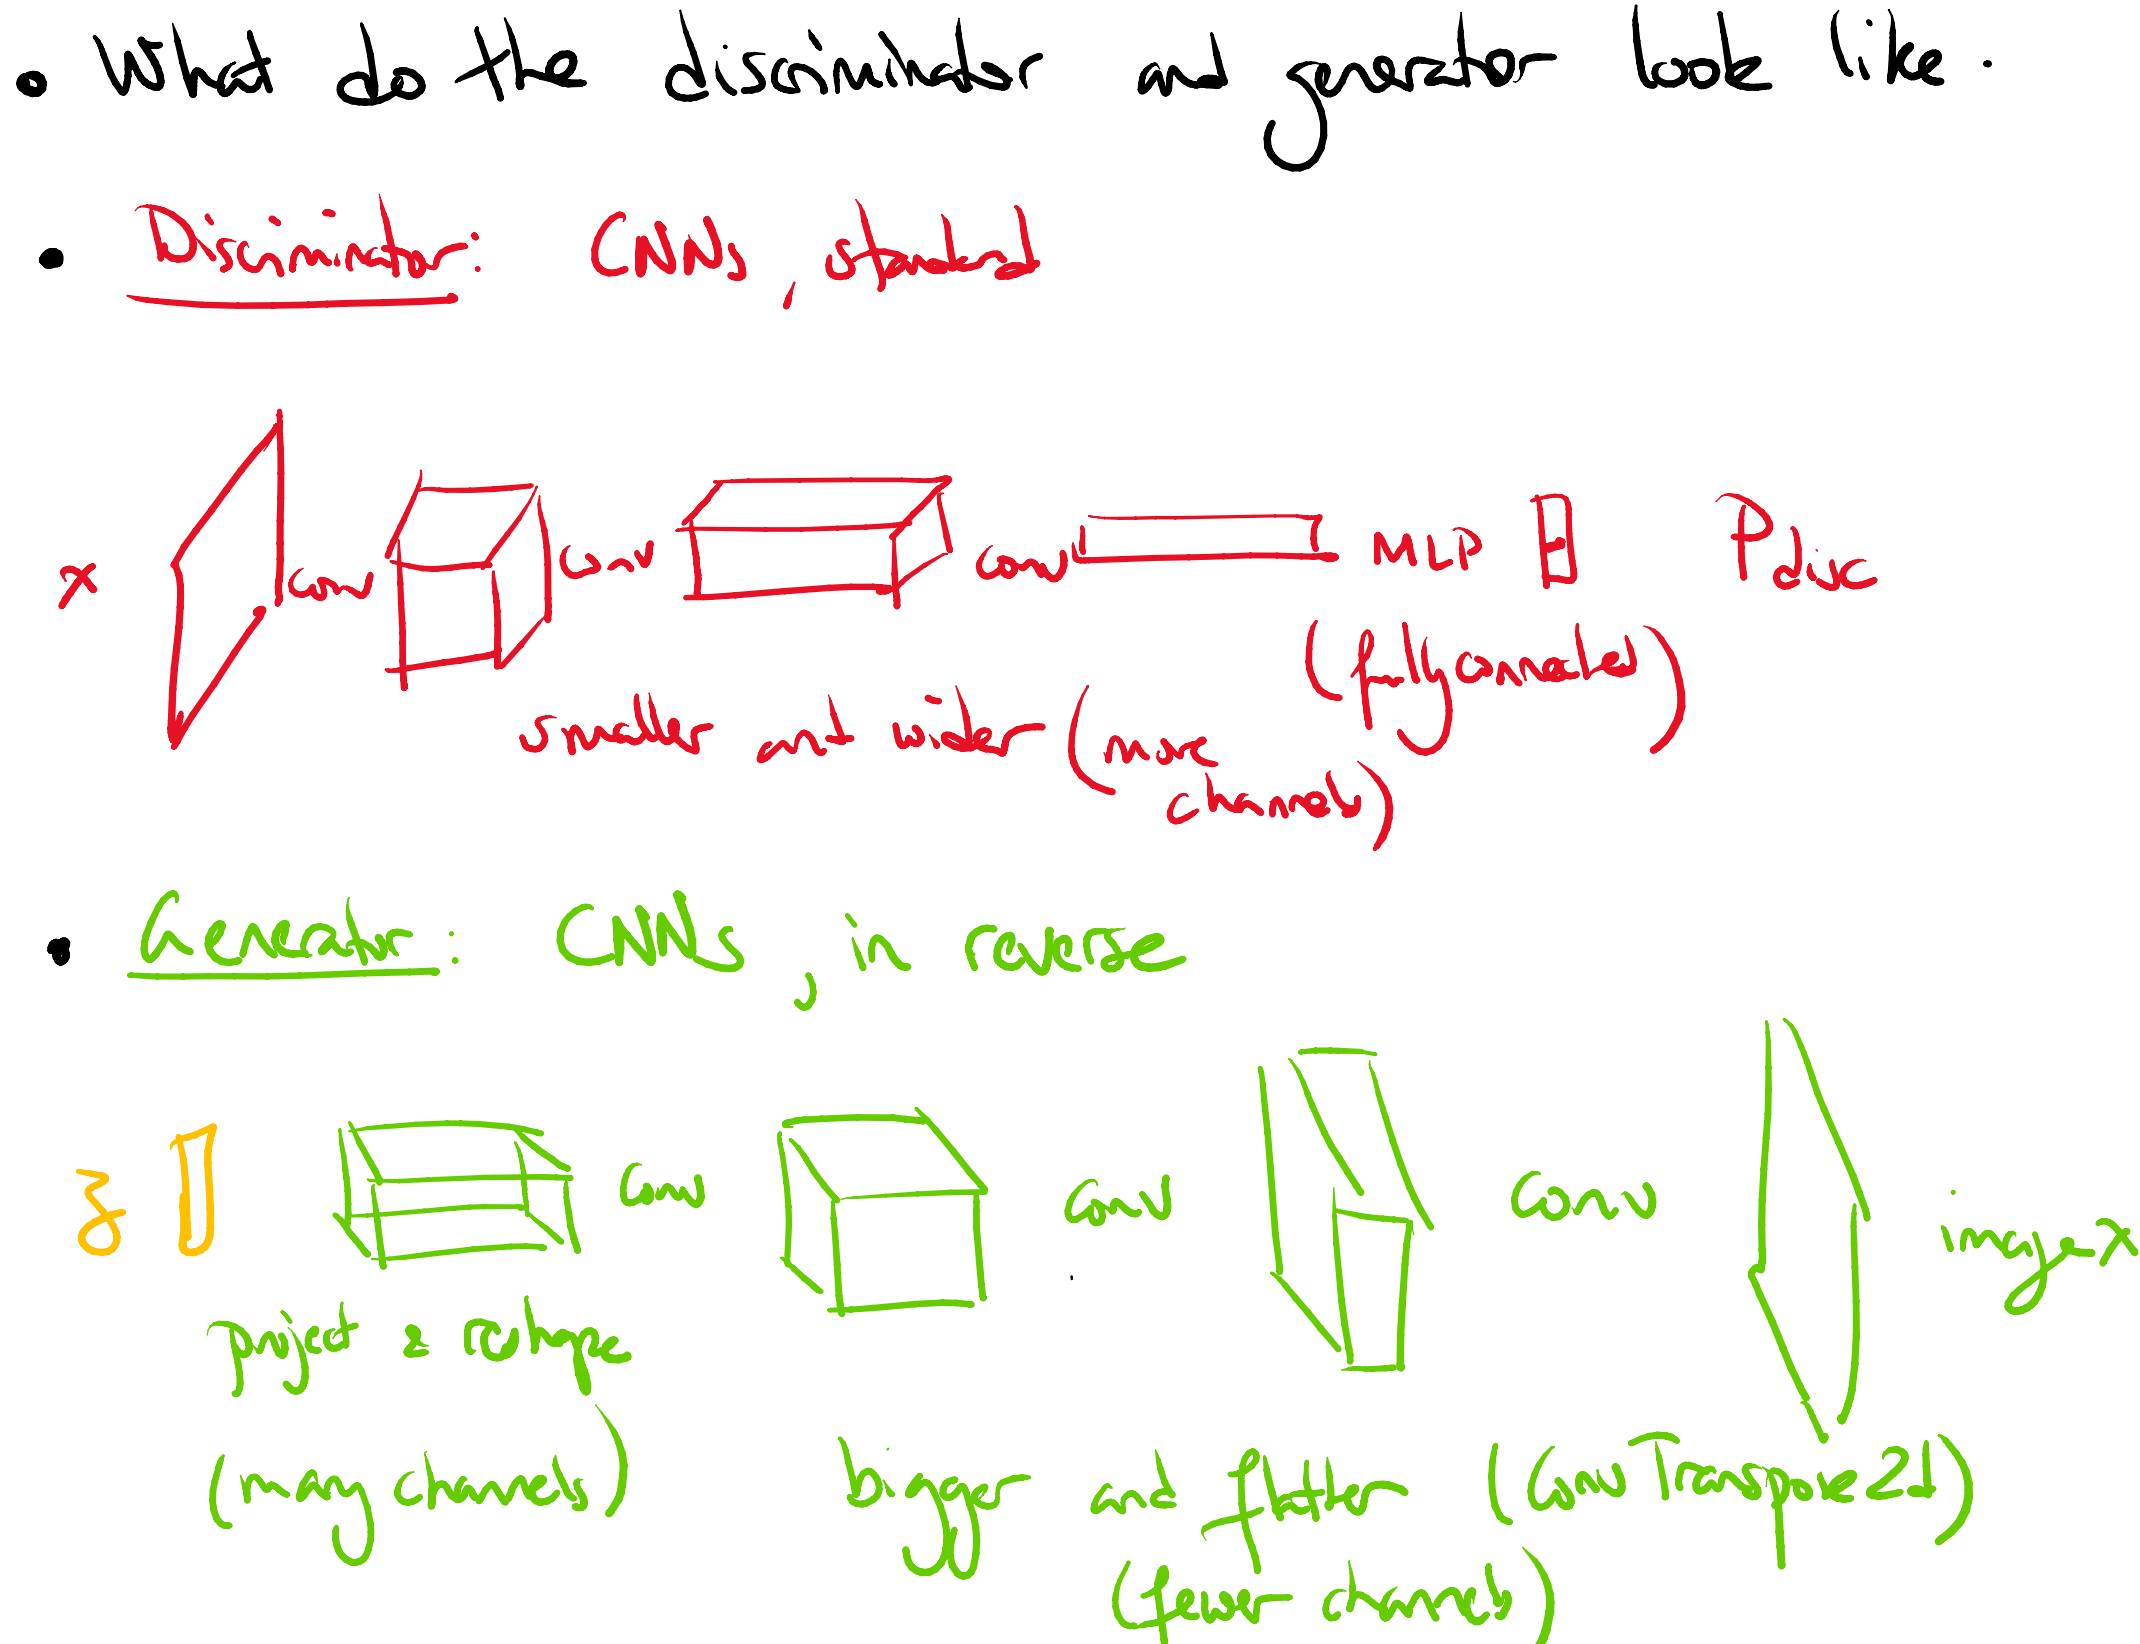 • What do the discriminator and generator look like.
• Discriminator: CNNs, standard
x conv conv conv MLP Pdisc
(fully connected)
smaller and wider (more
channels)
• Generator: CNNs, in reverse
z conv conv conv image x
project & reshape
(many channels)
bigger and flatter (ConvTranspose2d)
(fewer channels)